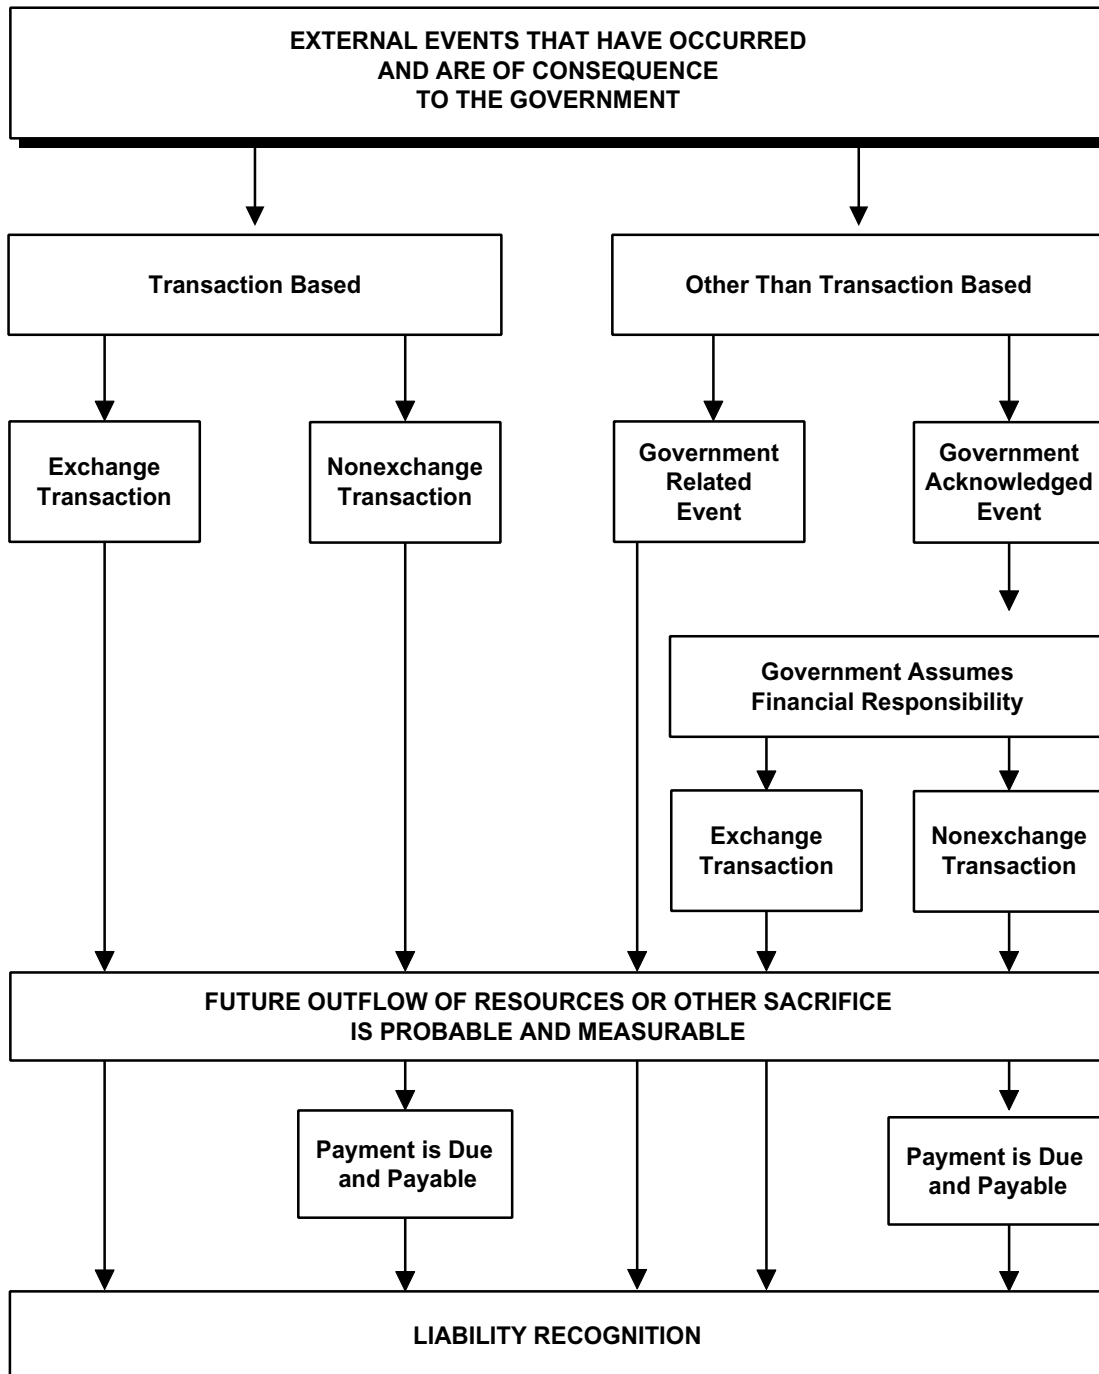 EXTERNAL EVENTS THAT HAVE OCCURRED
AND ARE OF CONSEQUENCE
TO THE GOVERNMENT
Transaction Based
Other Than Transaction Based
Exchange
Transaction
Nonexchange
Transaction
Government
Related
Event
Government
Acknowledged
Event
Government Assumes
Financial Responsibility
Exchange
Transaction
Nonexchange
Transaction
FUTURE OUTFLOW OF RESOURCES OR OTHER SACRIFICE
IS PROBABLE AND MEASURABLE
Payment is Due
and Payable
Payment is Due
and Payable
LIABILITY RECOGNITION